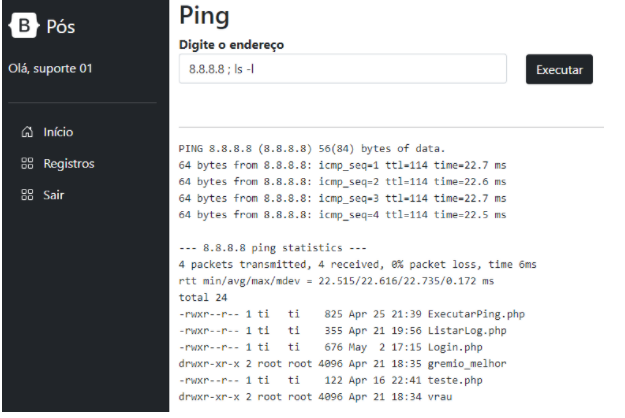 B Pós
Olá, suporte 01
Início
Registros
Sair
Ping
Digite o endereço
8.8.8.8 ; ls -l
Executar
PING 8.8.8.8 (8.8.8.8) 56(84) bytes of data.
64 bytes from 8.8.8.8: icmp_seq=1 ttl=114 time=22.7 ms
64 bytes from 8.8.8.8: icmp_seq=2 ttl=114 time=22.6 ms
64 bytes from 8.8.8.8: icmp_seq=3 ttl=114 time=22.7 ms
64 bytes from 8.8.8.8: icmp_seq=4 ttl=114 time=22.5 ms
--- 8.8.8.8 ping statistics ---
4 packets transmitted, 4 received, 0% packet loss, time 6ms
rtt min/avg/max/mdev = 22.515/22.616/22.735/0.172 ms
total 24
-rwxr--r-- 1 ti   ti    825 Apr 25 21:39 ExecutarPing.php
-rwxr--r-- 1 ti   ti    355 Apr 21 19:56 ListarLog.php
-rwxr--r-- 1 ti   ti    676 May  2 17:15 Login.php
drwxr-xr-x 2 root root 4096 Apr 21 18:35 gremio_melhor
-rwxr--r-- 1 ti   ti    122 Apr 16 22:41 teste.php
drwxr-xr-x 2 root root 4096 Apr 21 18:34 vrau